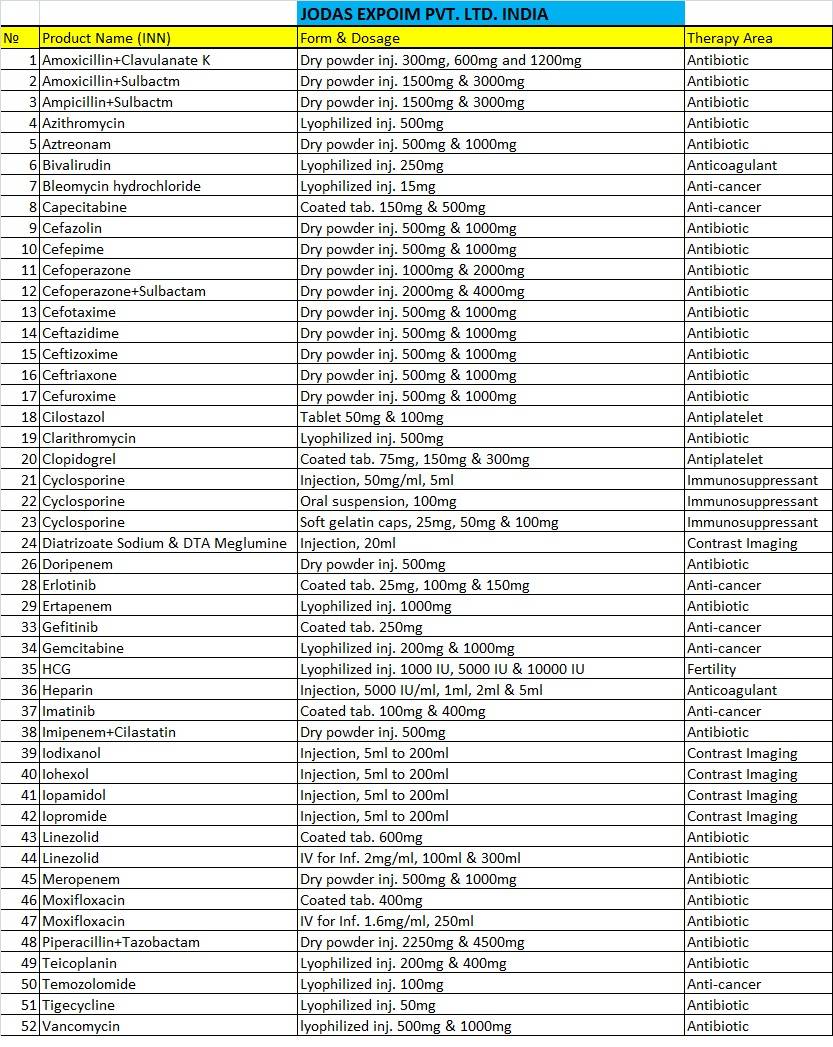 JODAS EXPOIM PVT. LTD. INDIA
№ Product Name (INN) Form & Dosage Therapy Area
1 Amoxicillin+Clavulanate K Dry powder inj. 300mg, 600mg and 1200mg Antibiotic
2 Amoxicillin+Sulbactm Dry powder inj. 1500mg & 3000mg Antibiotic
3 Ampicillin+Sulbactm Dry powder inj. 1500mg & 3000mg Antibiotic
4 Azithromycin Lyophilized inj. 500mg Antibiotic
5 Aztreonam Dry powder inj. 500mg & 1000mg Antibiotic
6 Bivalirudin Lyophilized inj. 250mg Anticoagulant
7 Bleomycin hydrochloride Lyophilized inj. 15mg Anti-cancer
8 Capecitabine Coated tab. 150mg & 500mg Anti-cancer
9 Cefazolin Dry powder inj. 500mg & 1000mg Antibiotic
10 Cefepime Dry powder inj. 500mg & 1000mg Antibiotic
11 Cefoperazone Dry powder inj. 1000mg & 2000mg Antibiotic
12 Cefoperazone+Sulbactam Dry powder inj. 2000mg & 4000mg Antibiotic
13 Cefotaxime Dry powder inj. 500mg & 1000mg Antibiotic
14 Ceftazidime Dry powder inj. 500mg & 1000mg Antibiotic
15 Ceftizoxime Dry powder inj. 500mg & 1000mg Antibiotic
16 Ceftriaxone Dry powder inj. 500mg & 1000mg Antibiotic
17 Cefuroxime Dry powder inj. 500mg & 1000mg Antibiotic
18 Cilostazol Tablet 50mg & 100mg Antiplatelet
19 Clarithromycin Lyophilized inj. 500mg Antibiotic
20 Clopidogrel Coated tab. 75mg, 150mg & 300mg Antiplatelet
21 Cyclosporine Injection, 50mg/ml, 5ml Immunosuppressant
22 Cyclosporine Oral suspension, 100mg Immunosuppressant
23 Cyclosporine Soft gelatin caps, 25mg, 50mg & 100mg Immunosuppressant
24 Diatrizoate Sodium & DTA Meglumine Injection, 20ml Contrast Imaging
26 Doripenem Dry powder inj. 500mg Antibiotic
28 Erlotinib Coated tab. 25mg, 100mg & 150mg Anti-cancer
29 Ertapenem Lyophilized inj. 1000mg Antibiotic
33 Gefitinib Coated tab. 250mg Anti-cancer
34 Gemcitabine Lyophilized inj. 200mg & 1000mg Anti-cancer
35 HCG Lyophilized inj. 1000 IU, 5000 IU & 10000 IU Fertility
36 Heparin Injection, 5000 IU/ml, 1ml, 2ml & 5ml Anticoagulant
37 Imatinib Coated tab. 100mg & 400mg Anti-cancer
38 Imipenem+Cilastatin Dry powder inj. 500mg Antibiotic
39 Iodixanol Injection, 5ml to 200ml Contrast Imaging
40 Iohexol Injection, 5ml to 200ml Contrast Imaging
41 Iopamidol Injection, 5ml to 200ml Contrast Imaging
42 Iopromide Injection, 5ml to 200ml Contrast Imaging
43 Linezolid Coated tab. 600mg Antibiotic
44 Linezolid IV for Inf. 2mg/ml, 100ml & 300ml Antibiotic
45 Meropenem Dry powder inj. 500mg & 1000mg Antibiotic
46 Moxifloxacin Coated tab. 400mg Antibiotic
47 Moxifloxacin IV for Inf. 1.6mg/ml, 250ml Antibiotic
48 Piperacillin+Tazobactam Dry powder inj. 2250mg & 4500mg Antibiotic
49 Teicoplanin Lyophilized inj. 200mg & 400mg Antibiotic
50 Temozolomide Lyophilized inj. 100mg Anti-cancer
51 Tigecycline Lyophilized inj. 50mg Antibiotic
52 Vancomycin lyophilized inj. 500mg & 1000mg Antibiotic